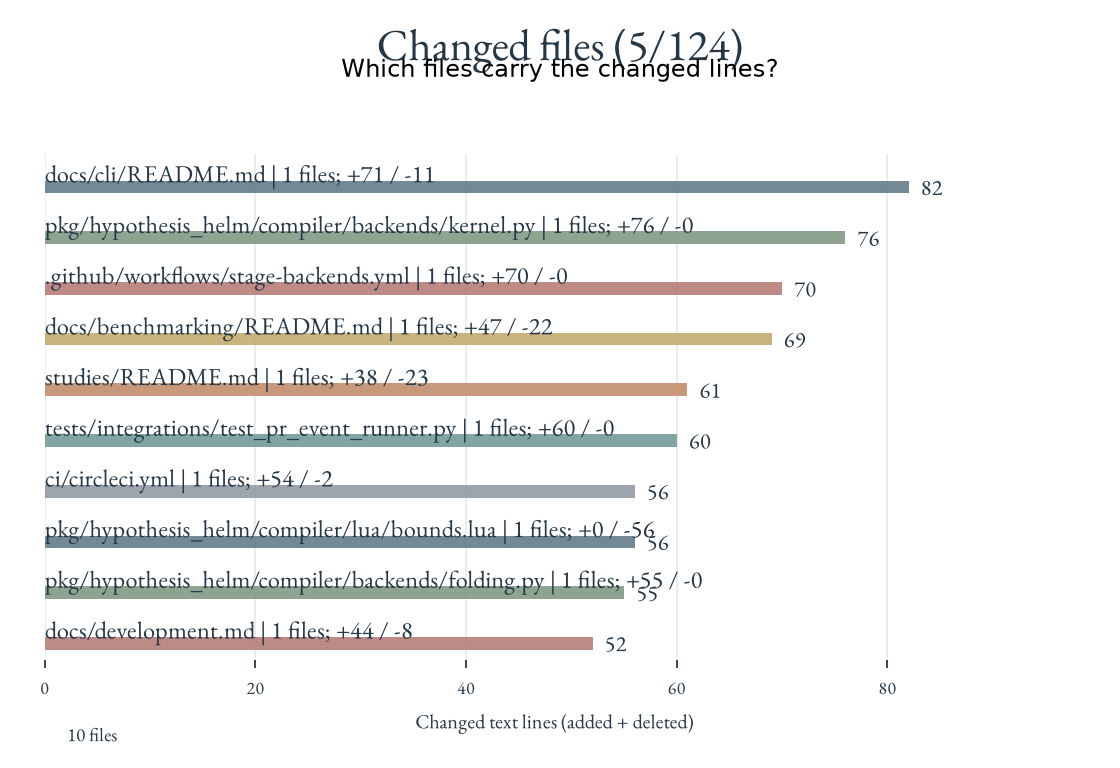 Changed files (5/124)
Which files carry the changed lines?
docs/cli/README.md | 1 files; +71 / -11
82
pkg/hypothesis_helm/compiler/backends/kernel.py | 1 files; +76 / -0
76
.github/workflows/stage-backends.yml | 1 files; +70 / -0
70
docs/benchmarking/README.md | 1 files; +47 / -22
69
studies/README.md | 1 files; +38 / -23
61
tests/integrations/test_pr_event_runner.py | 1 files; +60 / -0
60
ci/circleci.yml | 1 files; +54 / -2
56
pkg/hypothesis_helm/compiler/lua/bounds.lua | 1 files; +0 / -56
56
pkg/hypothesis_helm/compiler/backends/folding.py | 1 files; +55 / -0
55
docs/development.md | 1 files; +44 / -8
52
0 20 40 60 80
Changed text lines (added + deleted)
10 files